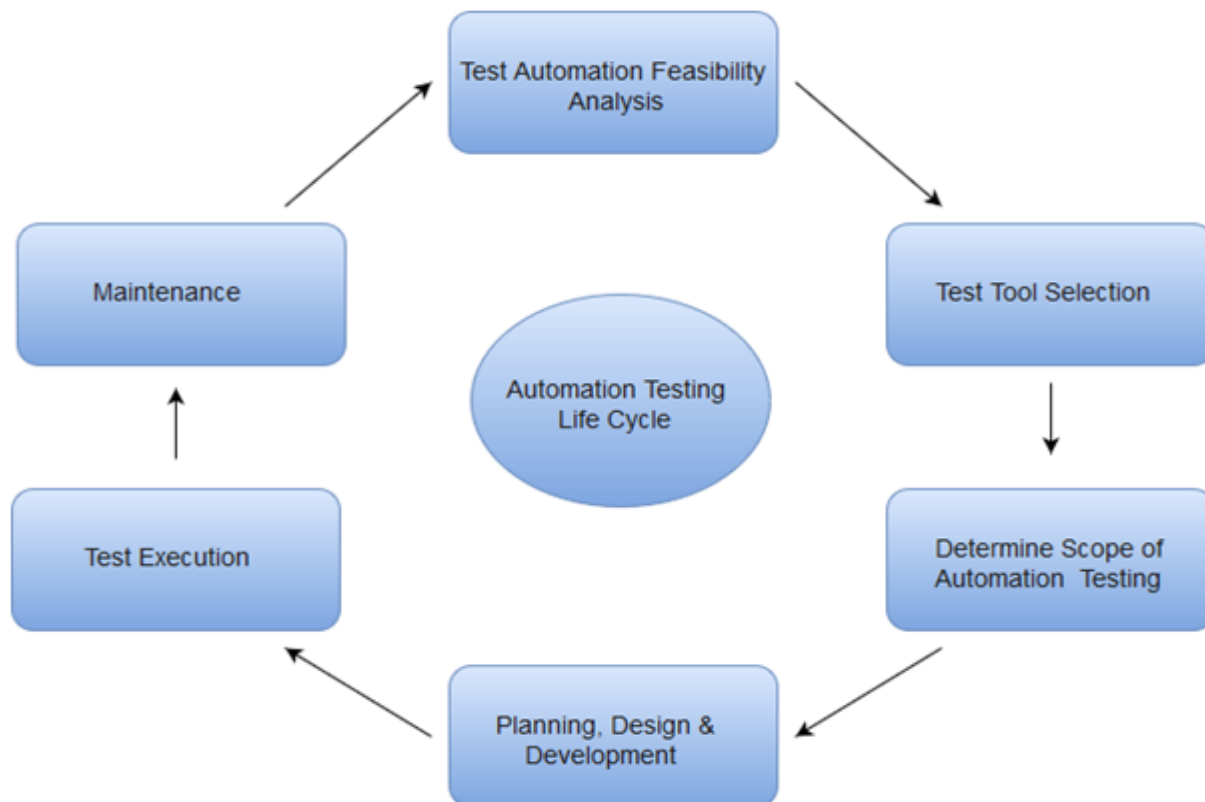 Test Automation Feasibility
Analysis
Test Tool Selection
Determine Scope of
Automation  Testing
Planning, Design &
Development
Test Execution
Maintenance
Automation Testing
Life Cycle